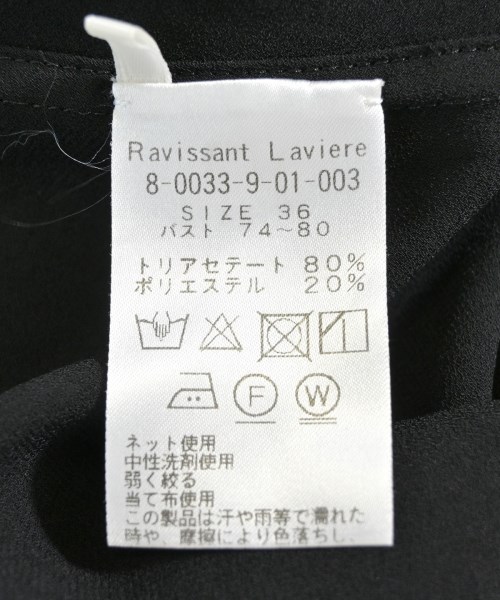 Ravissant Laviere
8-0033-9-01-003
SIZE 36
バスト 74～80
トリアセテート 80%
ポリエステル 20%
F W
ネット使用
中性洗剤使用
弱く絞る
当て布使用
この製品は汗や雨等で濡れた
時や、摩擦により色落ちし、